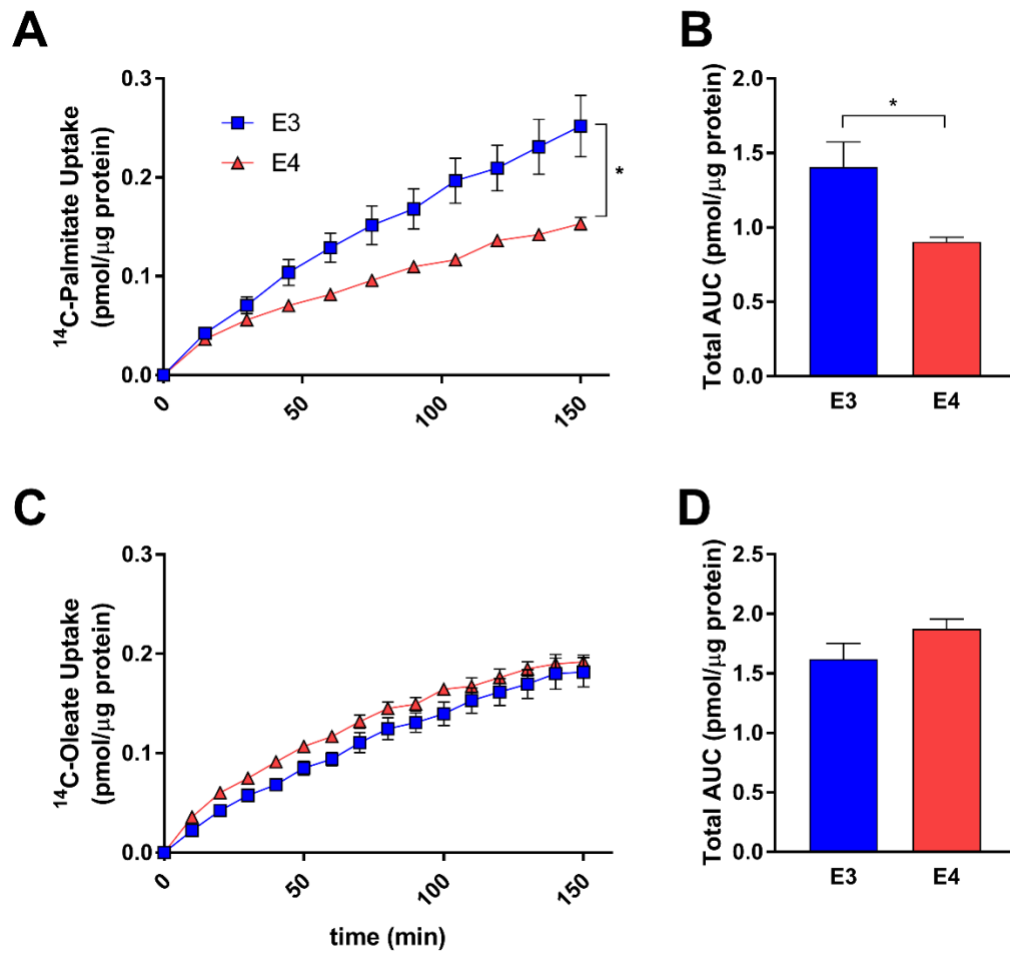 A
¹⁴C-Palmitate Uptake
(pmol/µg protein)
0.3
0.2
0.1
0.0
E3
E4
*
0
50
100
150
B
Total AUC (pmol/µg protein)
2.0
1.5
1.0
0.5
0.0
*
E3
E4
C
¹⁴C-Oleate Uptake
(pmol/µg protein)
0.3
0.2
0.1
0.0
0
50
100
150
time (min)
D
Total AUC (pmol/µg protein)
2.5
2.0
1.5
1.0
0.5
0.0
E3
E4